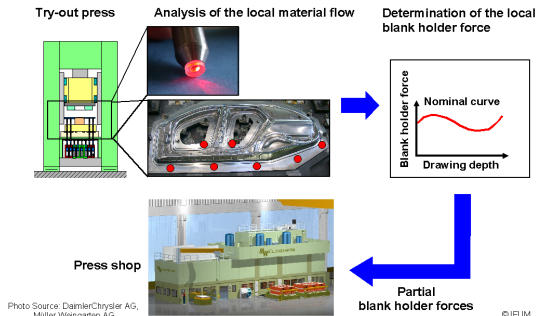 Try-out press
Analysis of the local material flow
Determination of the local
blank holder force
Blank holder force
Nominal curve
Drawing depth
Press shop
Partial
blank holder forces
Photo Source: DaimlerChrysler AG,
Müller Weingarten AG